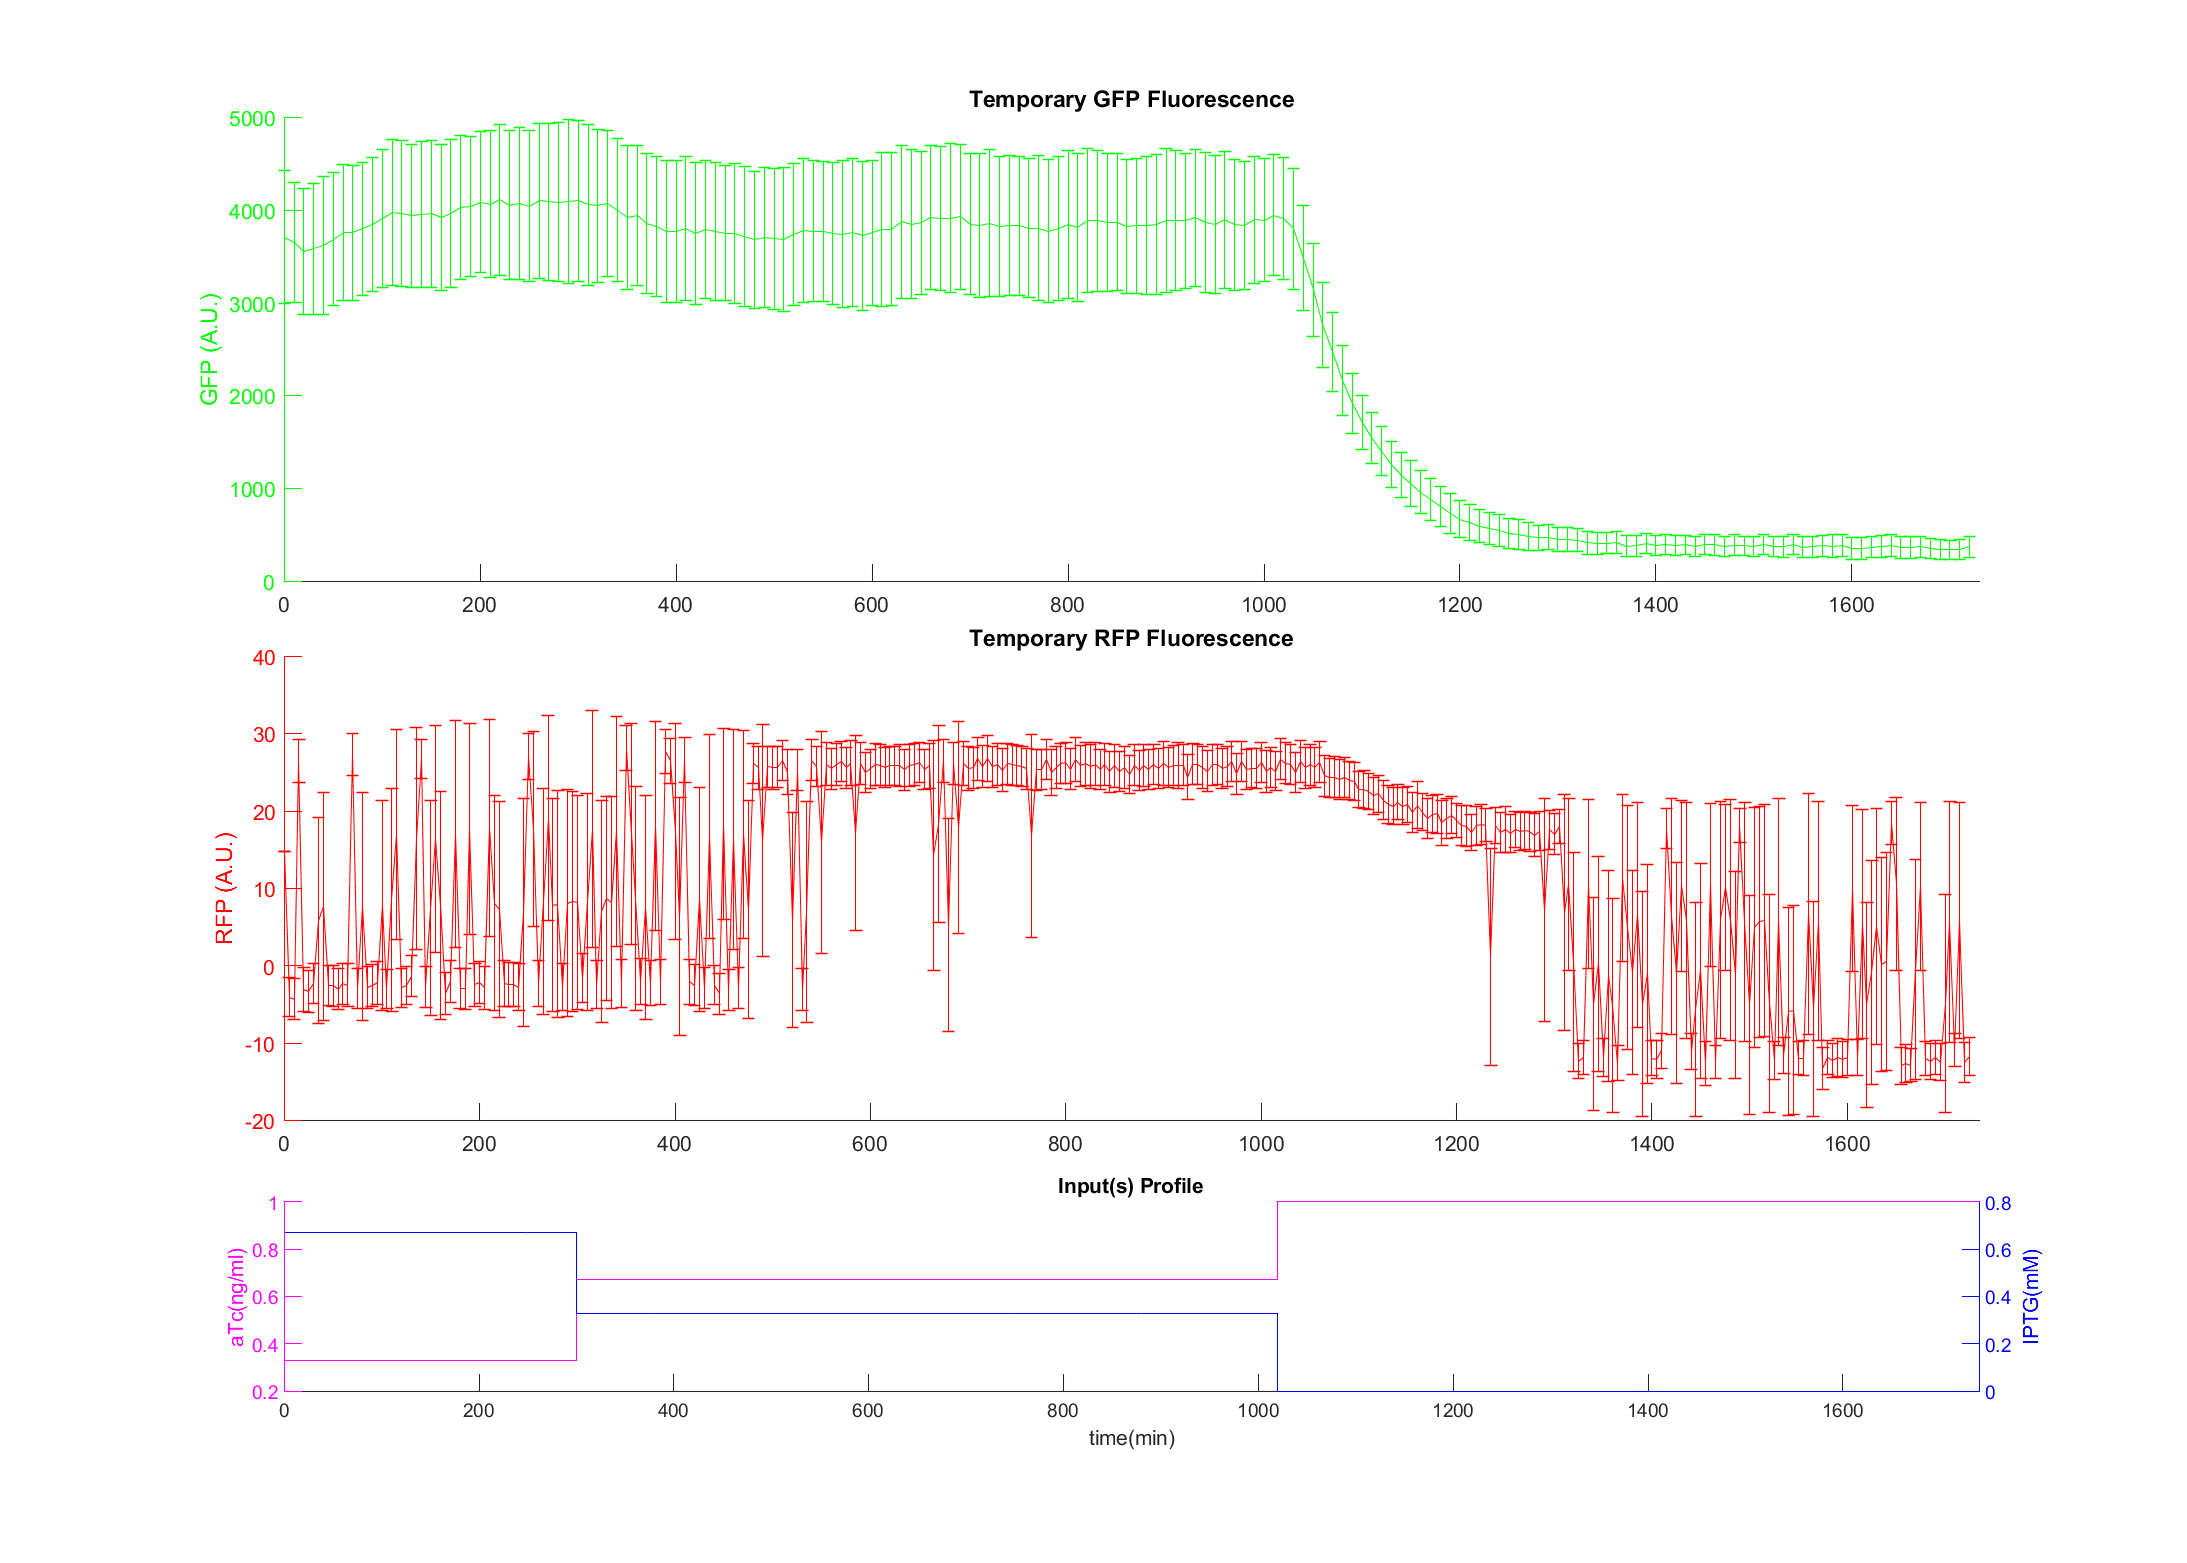 Temporary GFP Fluorescence
GFP (A.U.)
5000
4000
3000
2000
1000
0
0 200 400 600 800 1000 1200 1400 1600
Temporary RFP Fluorescence
RFP (A.U.)
40
30
20
10
0
-10
-20
0 200 400 600 800 1000 1200 1400 1600
Input(s) Profile
aTc(ng/ml)
1
0.8
0.6
0.4
0.2
0.8
0.6
0.4
0.2
0
IPTG(mM)
0 200 400 600 800 1000 1200 1400 1600
time(min)